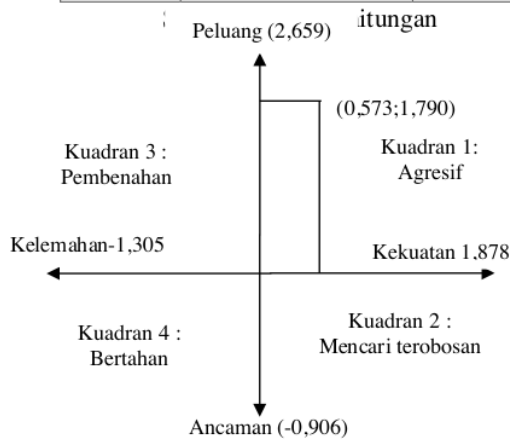 Peluang (2,659)
(0,573;1,790)
Kuadran 3 :
Pembenahan
Kuadran 1:
Agresif
Kelemahan-1,305
Kekuatan 1,878
Kuadran 4 :
Bertahan
Kuadran 2 :
Mencari terobosan
Ancaman (-0,906)